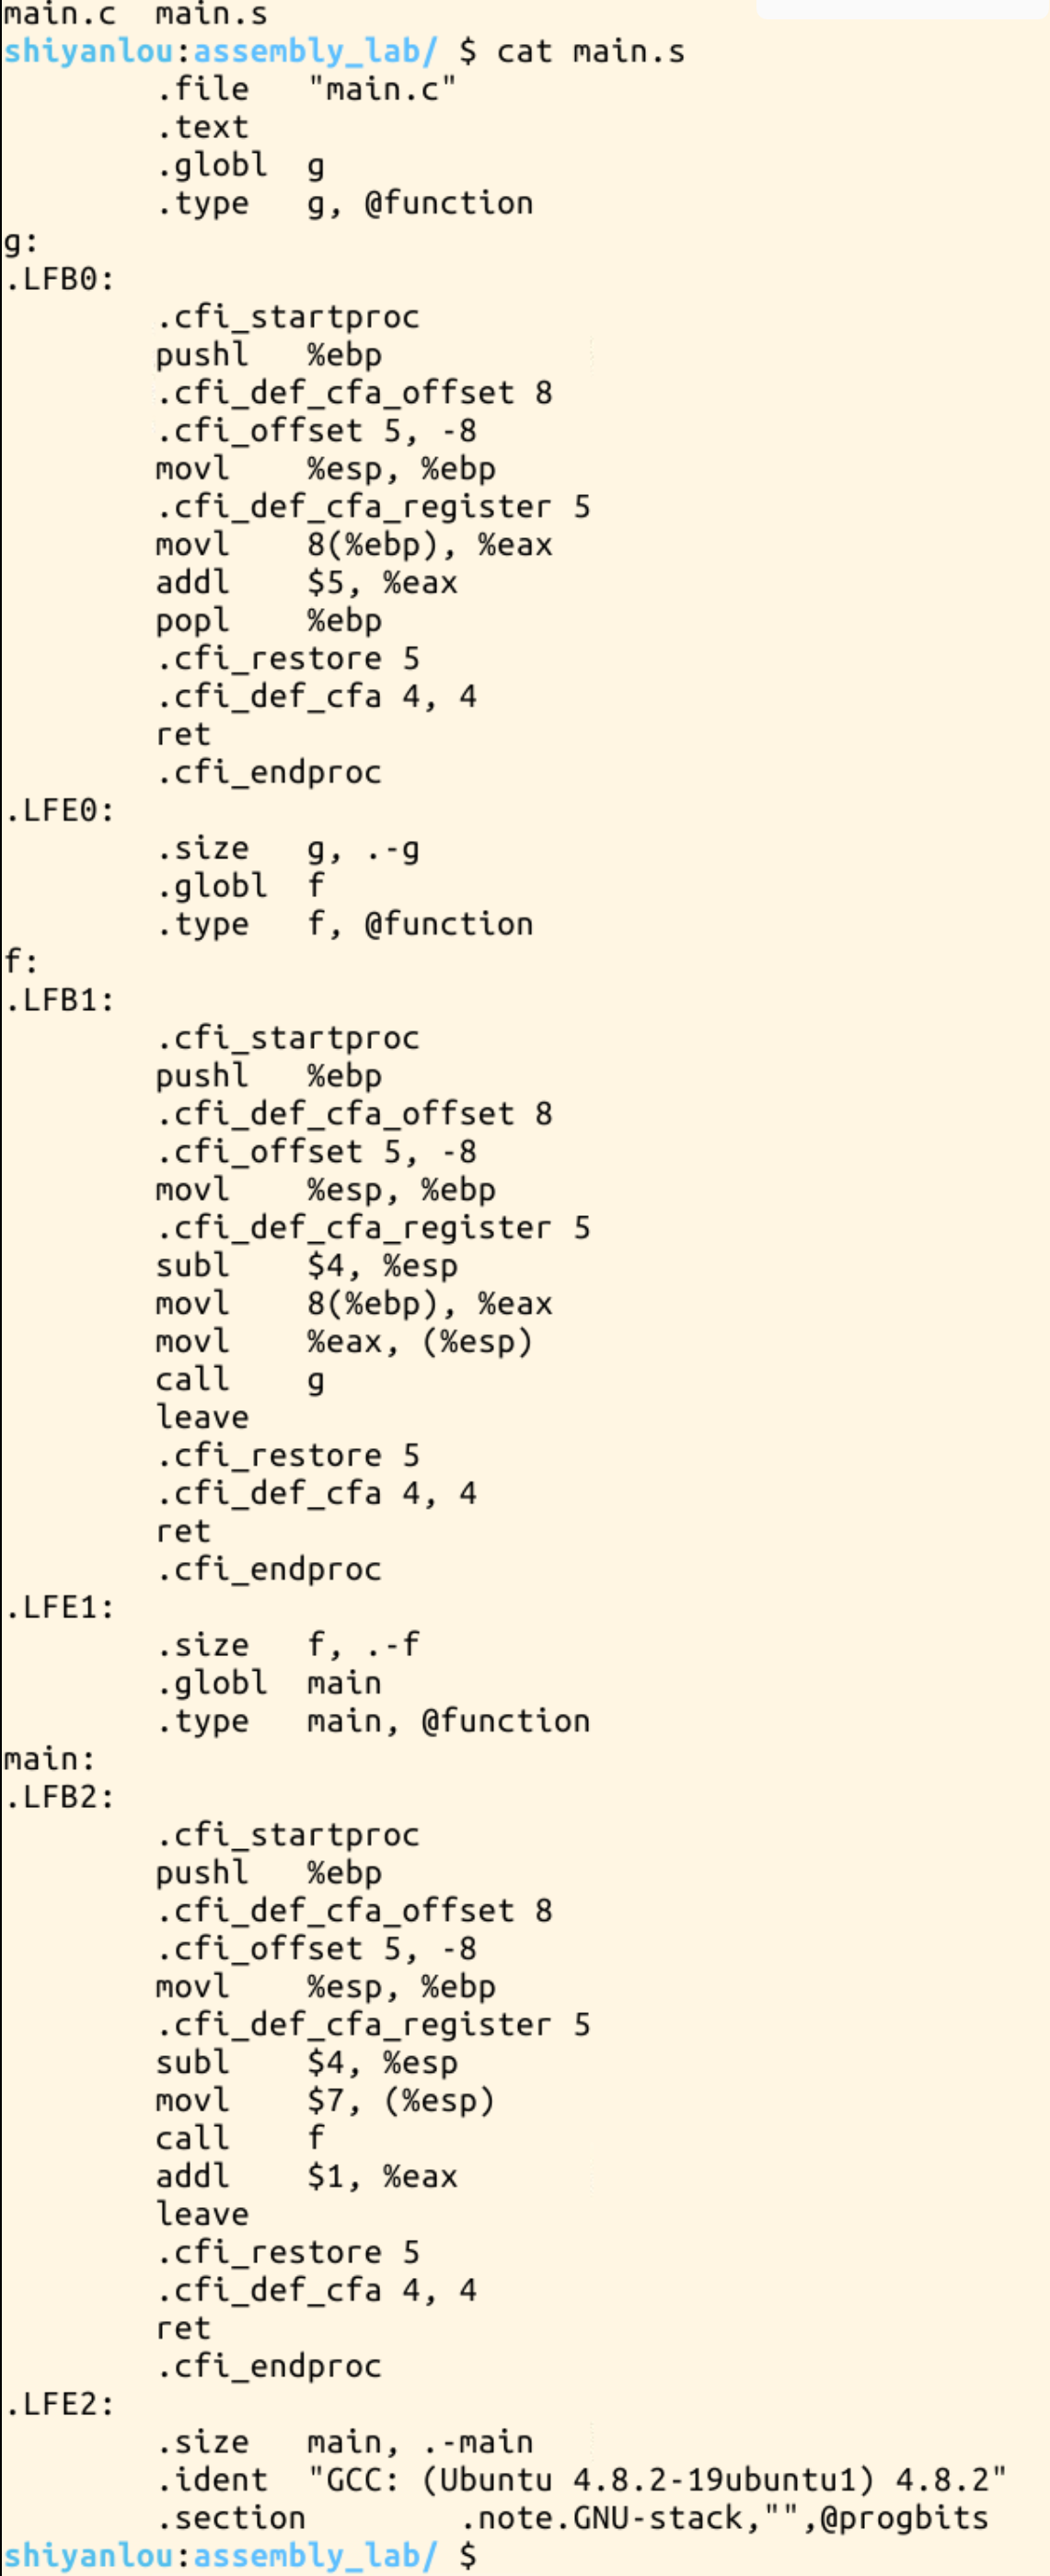 main.c  main.s
shiyanlou:assembly_lab/ $ cat main.s
        .file   "main.c"
        .text
        .globl  g
        .type   g, @function
g:
.LFB0:
        .cfi_startproc
        pushl   %ebp
        .cfi_def_cfa_offset 8
        .cfi_offset 5, -8
        movl    %esp, %ebp
        .cfi_def_cfa_register 5
        movl    8(%ebp), %eax
        addl    $5, %eax
        popl    %ebp
        .cfi_restore 5
        .cfi_def_cfa 4, 4
        ret
        .cfi_endproc
.LFE0:
        .size   g, .-g
        .globl  f
        .type   f, @function
f:
.LFB1:
        .cfi_startproc
        pushl   %ebp
        .cfi_def_cfa_offset 8
        .cfi_offset 5, -8
        movl    %esp, %ebp
        .cfi_def_cfa_register 5
        subl    $4, %esp
        movl    8(%ebp), %eax
        movl    %eax, (%esp)
        call    g
        leave
        .cfi_restore 5
        .cfi_def_cfa 4, 4
        ret
        .cfi_endproc
.LFE1:
        .size   f, .-f
        .globl  main
        .type   main, @function
main:
.LFB2:
        .cfi_startproc
        pushl   %ebp
        .cfi_def_cfa_offset 8
        .cfi_offset 5, -8
        movl    %esp, %ebp
        .cfi_def_cfa_register 5
        subl    $4, %esp
        movl    $7, (%esp)
        call    f
        addl    $1, %eax
        leave
        .cfi_restore 5
        .cfi_def_cfa 4, 4
        ret
        .cfi_endproc
.LFE2:
        .size   main, .-main
        .ident  "GCC: (Ubuntu 4.8.2-19ubuntu1) 4.8.2"
        .section        .note.GNU-stack,"",@progbits
shiyanlou:assembly_lab/ $